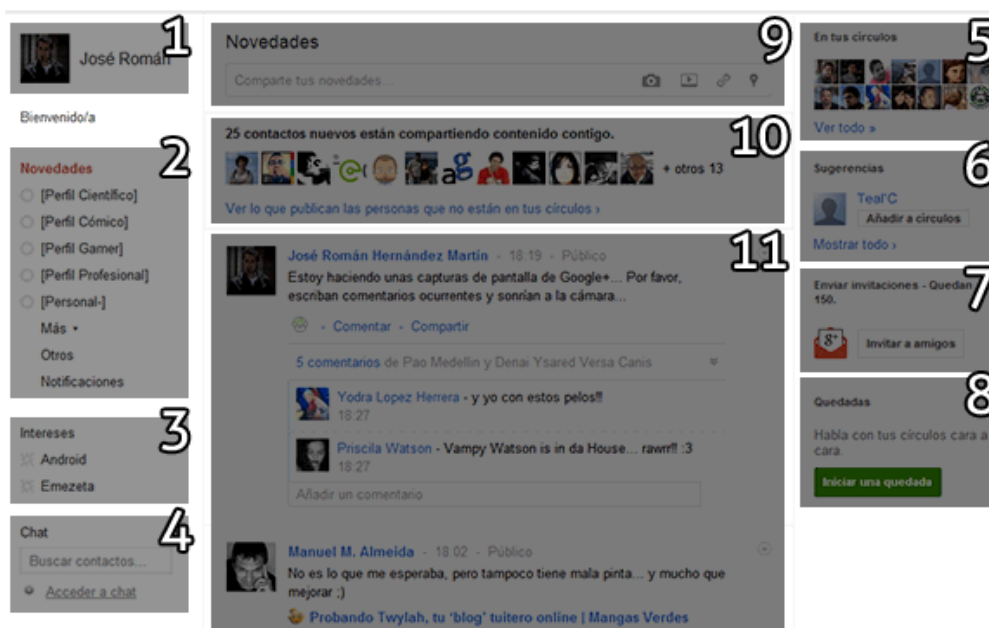 1
José Román
Bienvenido/a
2
Novedades
[Perfil Científico]
[Perfil Cómico]
[Perfil Gamer]
[Perfil Profesional]
[Personal-]
Más
Otros
Notificaciones
3
Intereses
Android
Emezeta
4
Chat
Buscar contactos...
Acceder a chat
9
Novedades
Comparte tus novedades...
10
25 contactos nuevos están compartiendo contenido contigo.
+ otros 13
Ver lo que publican las personas que no están en tus círculos ›
11
José Román Hernández Martín - 18:19 - Público
Estoy haciendo unas capturas de pantalla de Google+... Por favor,
escriban comentarios ocurrentes y sonrían a la cámara...
- Comentar - Compartir
5 comentarios de Pao Medellin y Denai Ysared Versa Canis
Yodra Lopez Herrera - y yo con estos pelos!!
18:27
Priscila Watson - Vampy Watson is in da House... rawrr!! :3
18:27
Añadir un comentario
Manuel M. Almeida - 18:02 - Público
No es lo que me esperaba, pero tampoco tiene mala pinta... y mucho que
mejorar ;)
Probando Twylah, tu 'blog' tuitero online | Mangas Verdes
5
En tus círculos
Ver todo »
6
Sugerencias
Teal'C
Añadir a círculos
Mostrar todo ›
7
Enviar invitaciones - Quedan
150.
g+
Invitar a amigos
8
Quedadas
Habla con tus círculos cara a
cara.
Iniciar una quedada